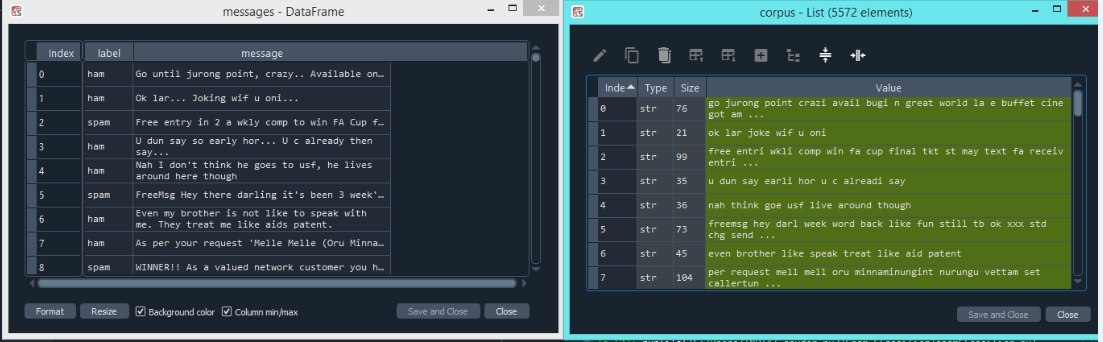 messages - DataFrame
Index label message
0 ham Go until jurong point, crazy.. Available on…
1 ham Ok lar... Joking wif u oni...
2 spam Free entry in 2 a wkly comp to win FA Cup f…
3 ham U dun say so early hor... U c already then
say...
4 ham Nah I don't think he goes to usf, he lives
around here though
5 spam FreeMsg Hey there darling it's been 3 week'…
6 ham Even my brother is not like to speak with
me. They treat me like aids patent.
7 ham As per your request 'Melle Melle (Oru Minna…
8 spam WINNER!! As a valued network customer you h…
Format Resize Background color Column min/max Save and Close Close
corpus - List (5572 elements)
Inde Type Size Value
0 str 76 go jurong point crazi avail bugi n great world la e buffet cine
got am ...
1 str 21 ok lar joke wif u oni
2 str 99 free entri wkli comp win fa cup final tkt st may text fa receiv
entri ...
3 str 35 u dun say earli hor u c alreadi say
4 str 36 nah think goe usf live around though
5 str 73 freemsg hey darl week word back like fun still tb ok xxx std
chg send ...
6 str 45 even brother like speak treat like aid patent
7 str 104 per request mell mell oru minnaminungint nurungu vettam set
callertun ...
Save and Close Close